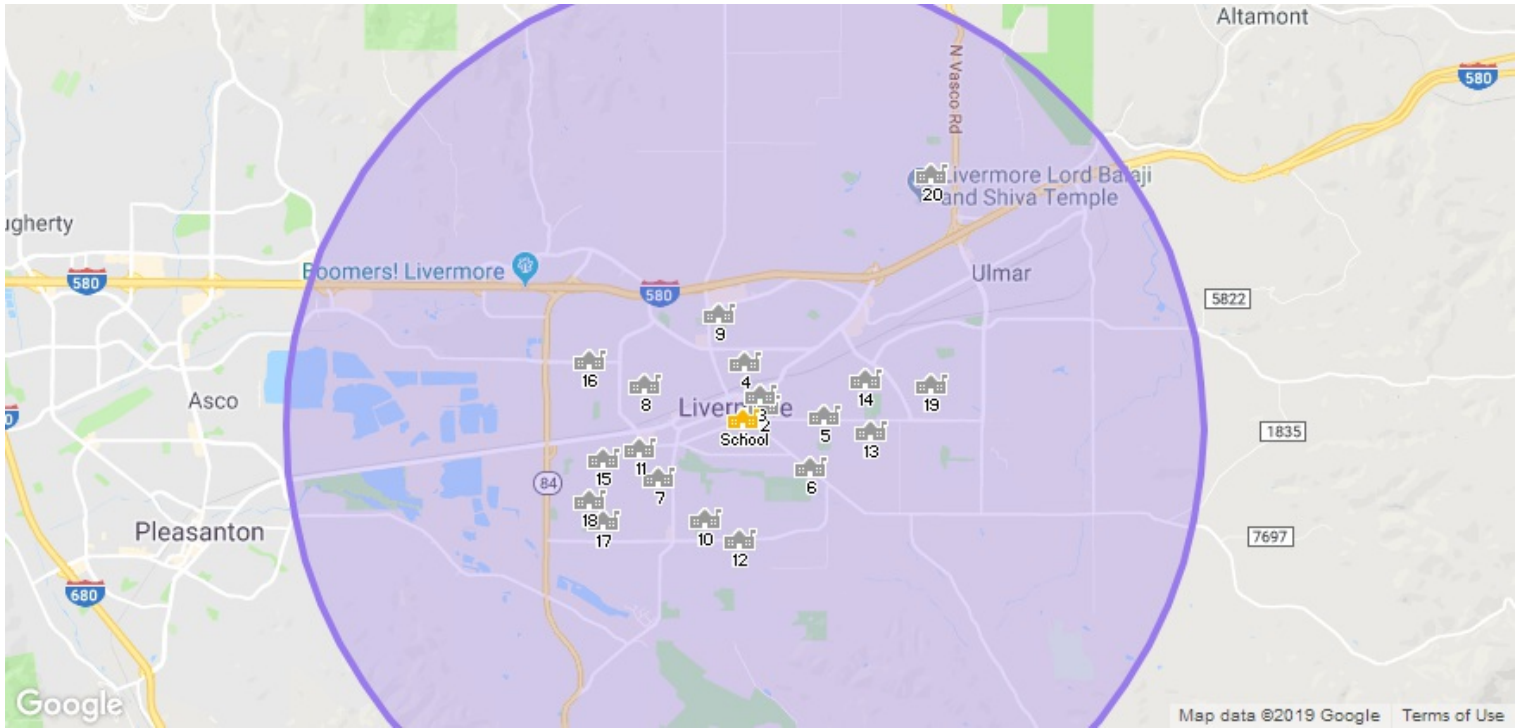 Altamont
580
N Vasco Rd
Livermore Lord Balaji
and Shiva Temple
20
ugherty
Boomers! Livermore
580
580
Ulmar
5822
9
4
16
8
14
19
Asco
Livermore
3
2
5
School
13
1835
11
15
6
7
84
18
17
10
12
Pleasanton
7697
680
Google
Map data ©2019 Google
Terms of Use